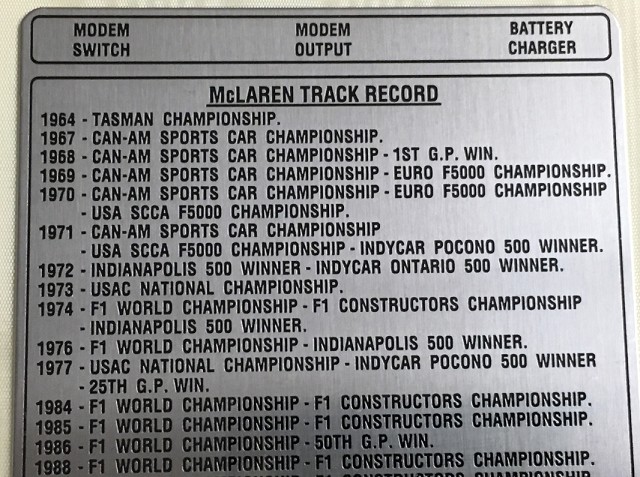 MODEM MODEM BATTERY
SWITCH OUTPUT CHARGER
McLAREN TRACK RECORD
1964 - TASMAN CHAMPIONSHIP.
1967 - CAN-AM SPORTS CAR CHAMPIONSHIP.
1968 - CAN-AM SPORTS CAR CHAMPIONSHIP - 1ST G.P. WIN.
1969 - CAN-AM SPORTS CAR CHAMPIONSHIP - EURO F5000 CHAMPIONSHIP.
1970 - CAN-AM SPORTS CAR CHAMPIONSHIP - EURO F5000 CHAMPIONSHIP
- USA SCCA F5000 CHAMPIONSHIP.
1971 - CAN-AM SPORTS CAR CHAMPIONSHIP
- USA SCCA F5000 CHAMPIONSHIP - INDYCAR POCONO 500 WINNER.
1972 - INDIANAPOLIS 500 WINNER - INDYCAR ONTARIO 500 WINNER.
1973 - USAC NATIONAL CHAMPIONSHIP.
1974 - F1 WORLD CHAMPIONSHIP - F1 CONSTRUCTORS CHAMPIONSHIP
- INDIANAPOLIS 500 WINNER.
1976 - F1 WORLD CHAMPIONSHIP - INDIANAPOLIS 500 WINNER.
1977 - USAC NATIONAL CHAMPIONSHIP - INDYCAR POCONO 500 WINNER
- 25TH G.P. WIN.
1984 - F1 WORLD CHAMPIONSHIP - F1 CONSTRUCTORS CHAMPIONSHIP.
1985 - F1 WORLD CHAMPIONSHIP - F1 CONSTRUCTORS CHAMPIONSHIP.
1986 - F1 WORLD CHAMPIONSHIP - 50TH G.P. WIN.
1988 - F1 WORLD CHAMPIONSHIP - F1 CONSTRUCTORS CHAMPIONSHIP.